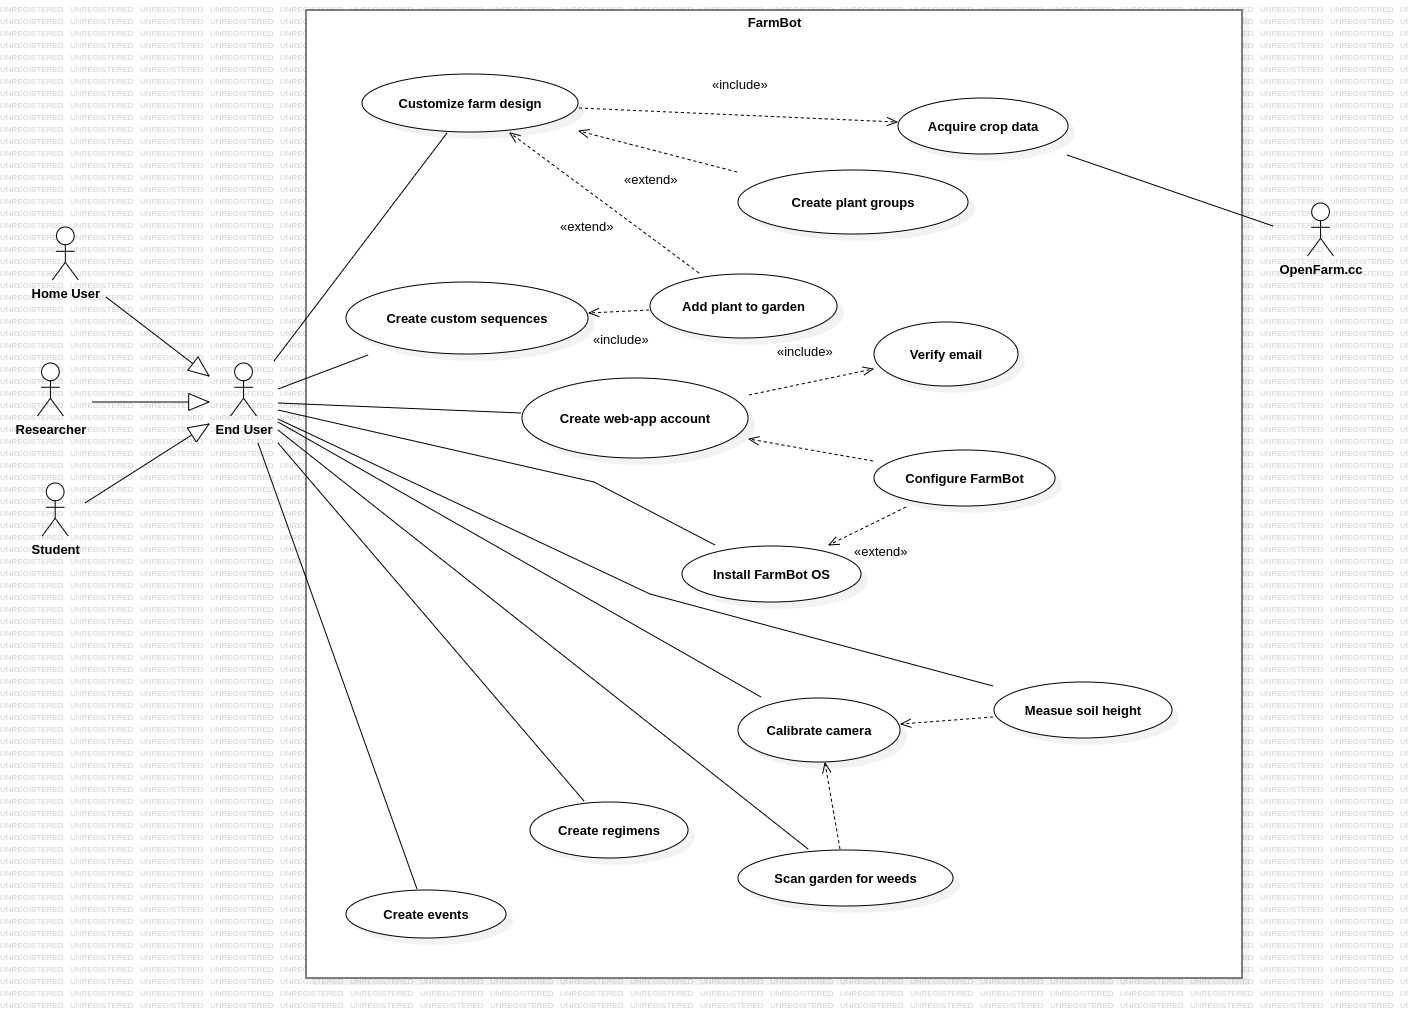 FarmBot
«include»
Customize farm design
Acquire crop data
«extend»
Create plant groups
«extend»
Home User
OpenFarm.cc
Create custom sequences
Add plant to garden
«include»
«include»
Verify email
Researcher
End User
Create web-app account
Configure FarmBot
Student
«extend»
Install FarmBot OS
Measue soil height
Calibrate camera
Create regimens
Scan garden for weeds
Create events
UNREGISTERED